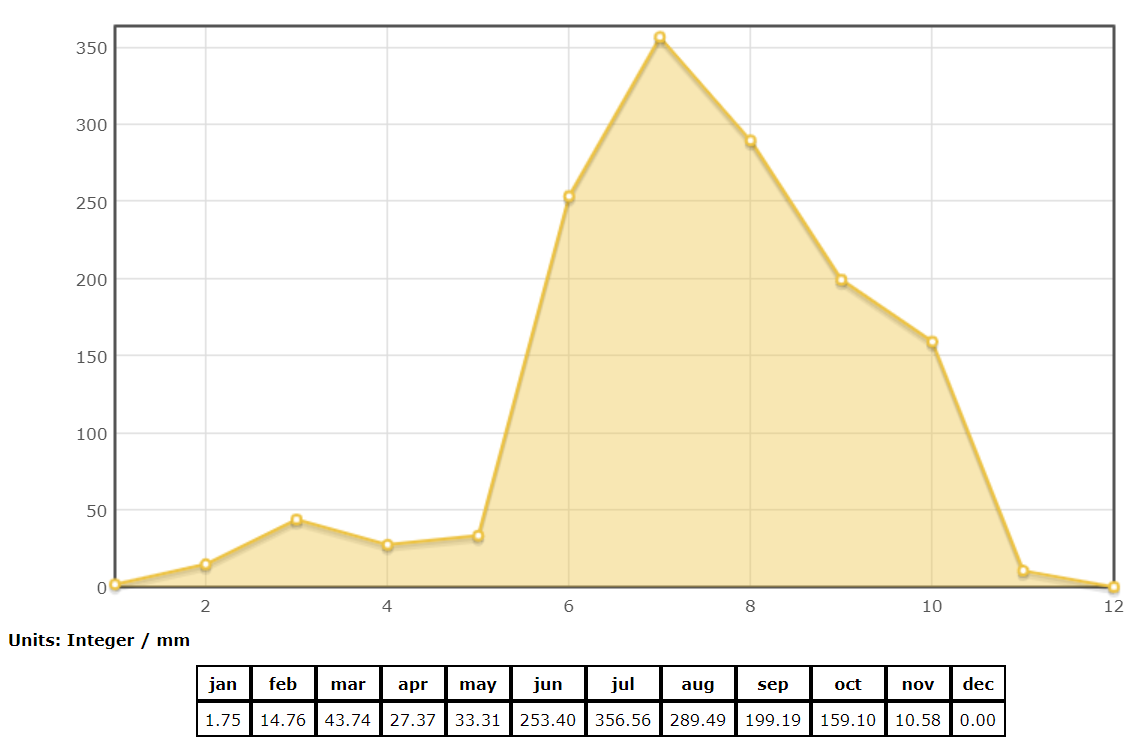 350
300
250
200
150
100
50
0
2 4 6 8 10 12
Units: Integer / mm
jan feb mar apr may jun jul aug sep oct nov dec
1.75 14.76 43.74 27.37 33.31 253.40 356.56 289.49 199.19 159.10 10.58 0.00